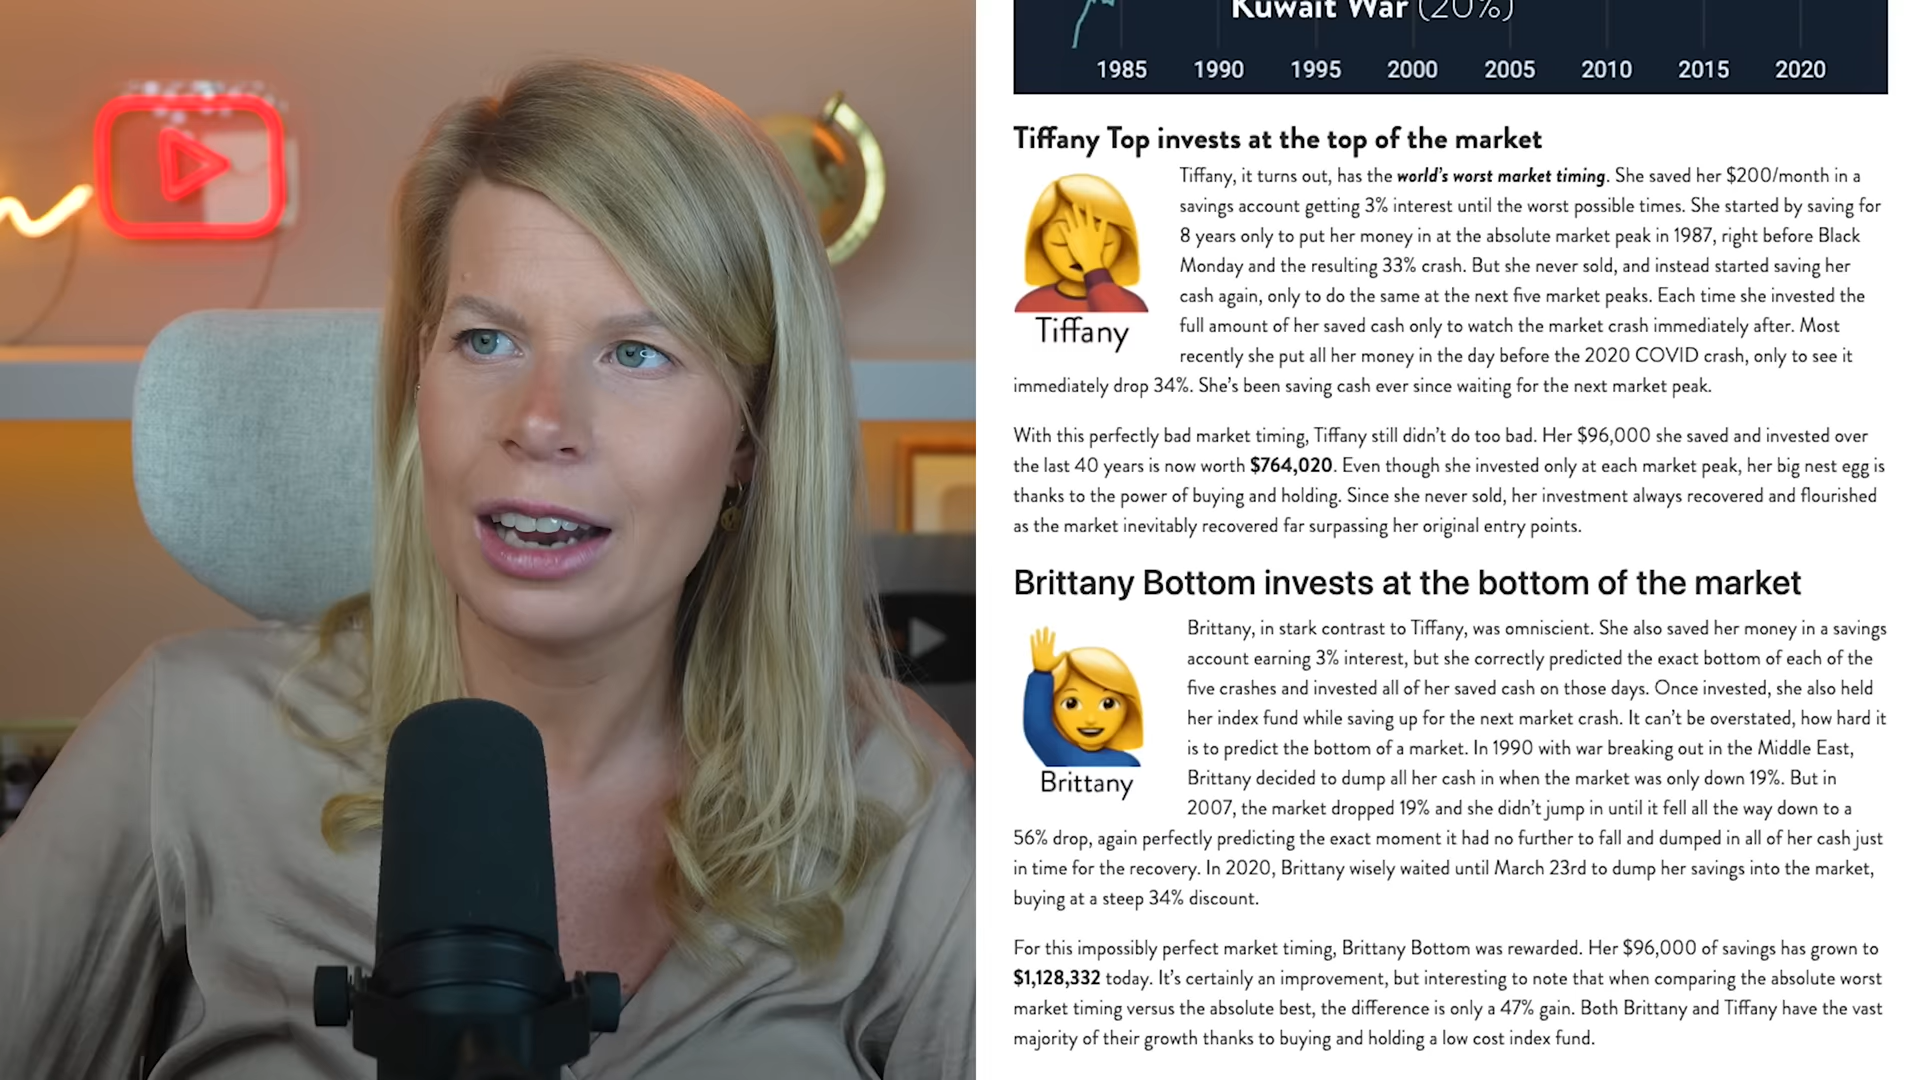 Kuwait War (20%)
1985 1990 1995 2000 2005 2010 2015 2020
Tiffany Top invests at the top of the market
Tiffany, it turns out, has the world's worst market timing. She saved her $200/month in a
savings account getting 3% interest until the worst possible times. She started by saving for
8 years only to put her money in at the absolute market peak in 1987, right before Black
Monday and the resulting 33% crash. But she never sold, and instead started saving her
cash again, only to do the same at the next five market peaks. Each time she invested the
full amount of her saved cash only to watch the market crash immediately after. Most
recently she put all her money in the day before the 2020 COVID crash, only to see it
immediately drop 34%. She's been saving cash ever since waiting for the next market peak.
Tiffany
With this perfectly bad market timing, Tiffany still didn't do too bad. Her $96,000 she saved and invested over
the last 40 years is now worth $764,020. Even though she invested only at each market peak, her big nest egg is
thanks to the power of buying and holding. Since she never sold, her investment always recovered and flourished
as the market inevitably recovered far surpassing her original entry points.
Brittany Bottom invests at the bottom of the market
Brittany, in stark contrast to Tiffany, was omniscient. She also saved her money in a savings
account earning 3% interest, but she correctly predicted the exact bottom of each of the
five crashes and invested all of her saved cash on those days. Once invested, she also held
her index fund while saving up for the next market crash. It can't be overstated, how hard it
is to predict the bottom of a market. In 1990 with war breaking out in the Middle East,
Brittany decided to dump all her cash in when the market was only down 19%. But in
2007, the market dropped 19% and she didn't jump in until it fell all the way down to a
56% drop, again perfectly predicting the exact moment it had no further to fall and dumped in all of her cash just
in time for the recovery. In 2020, Brittany wisely waited until March 23rd to dump her savings into the market,
buying at a steep 34% discount.
Brittany
For this impossibly perfect market timing, Brittany Bottom was rewarded. Her $96,000 of savings has grown to
$1,128,332 today. It's certainly an improvement, but interesting to note that when comparing the absolute worst
market timing versus the absolute best, the difference is only a 47% gain. Both Brittany and Tiffany have the vast
majority of their growth thanks to buying and holding a low cost index fund.